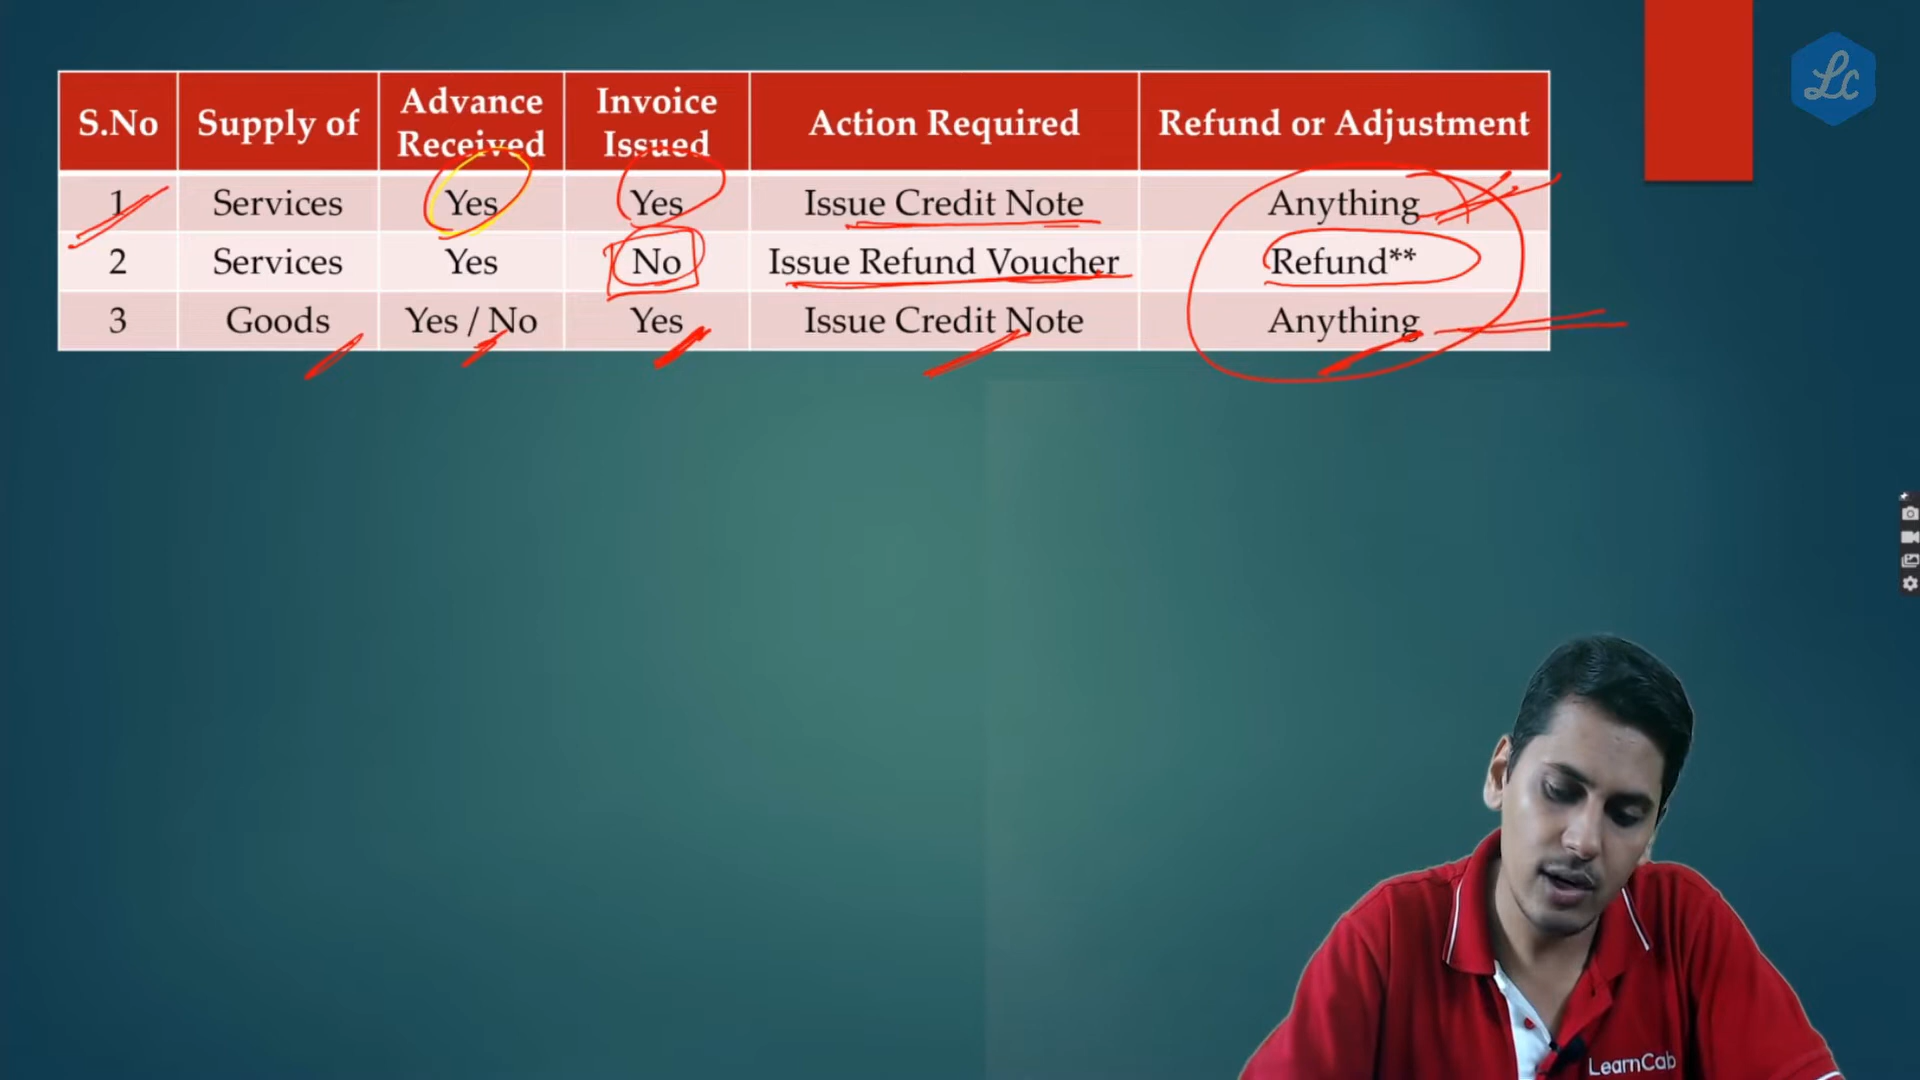 S.No Supply of Advance Received Invoice Issued Action Required Refund or Adjustment
1 Services Yes Yes Issue Credit Note Anything
2 Services Yes No Issue Refund Voucher Refund**
3 Goods Yes / No Yes Issue Credit Note Anything
Lc
LearnCab